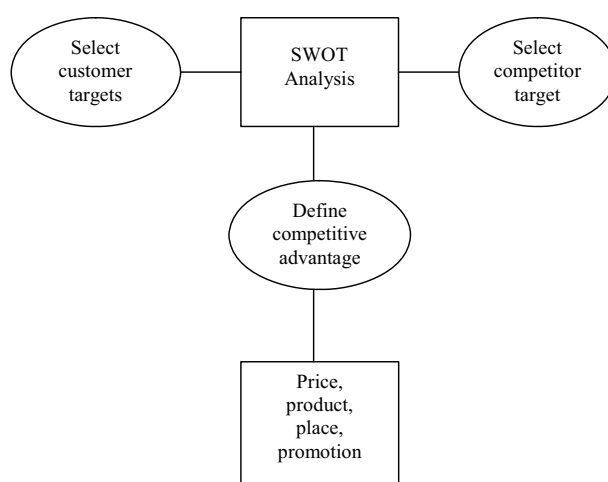 Select
customer
targets
SWOT
Analysis
Select
competitor
target
Define
competitive
advantage
Price,
product,
place,
promotion